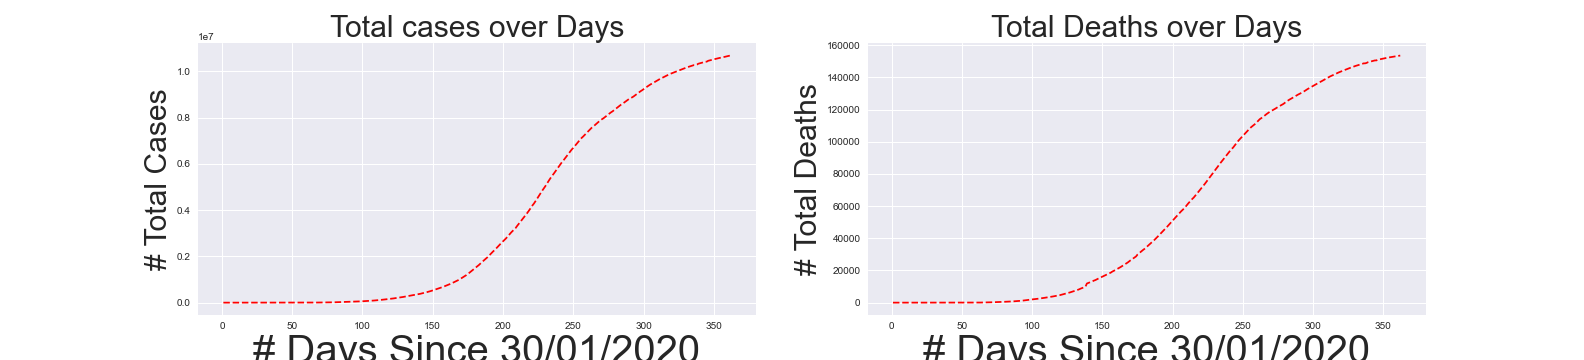 Total cases over Days
1e7
# Total Cases
1.0
0.8
0.6
0.4
0.2
0.0
0 50 100 150 200 250 300 350
# Days Since 30/01/2020
Total Deaths over Days
# Total Deaths
160000
140000
120000
100000
80000
60000
40000
20000
0
0 50 100 150 200 250 300 350
# Days Since 30/01/2020